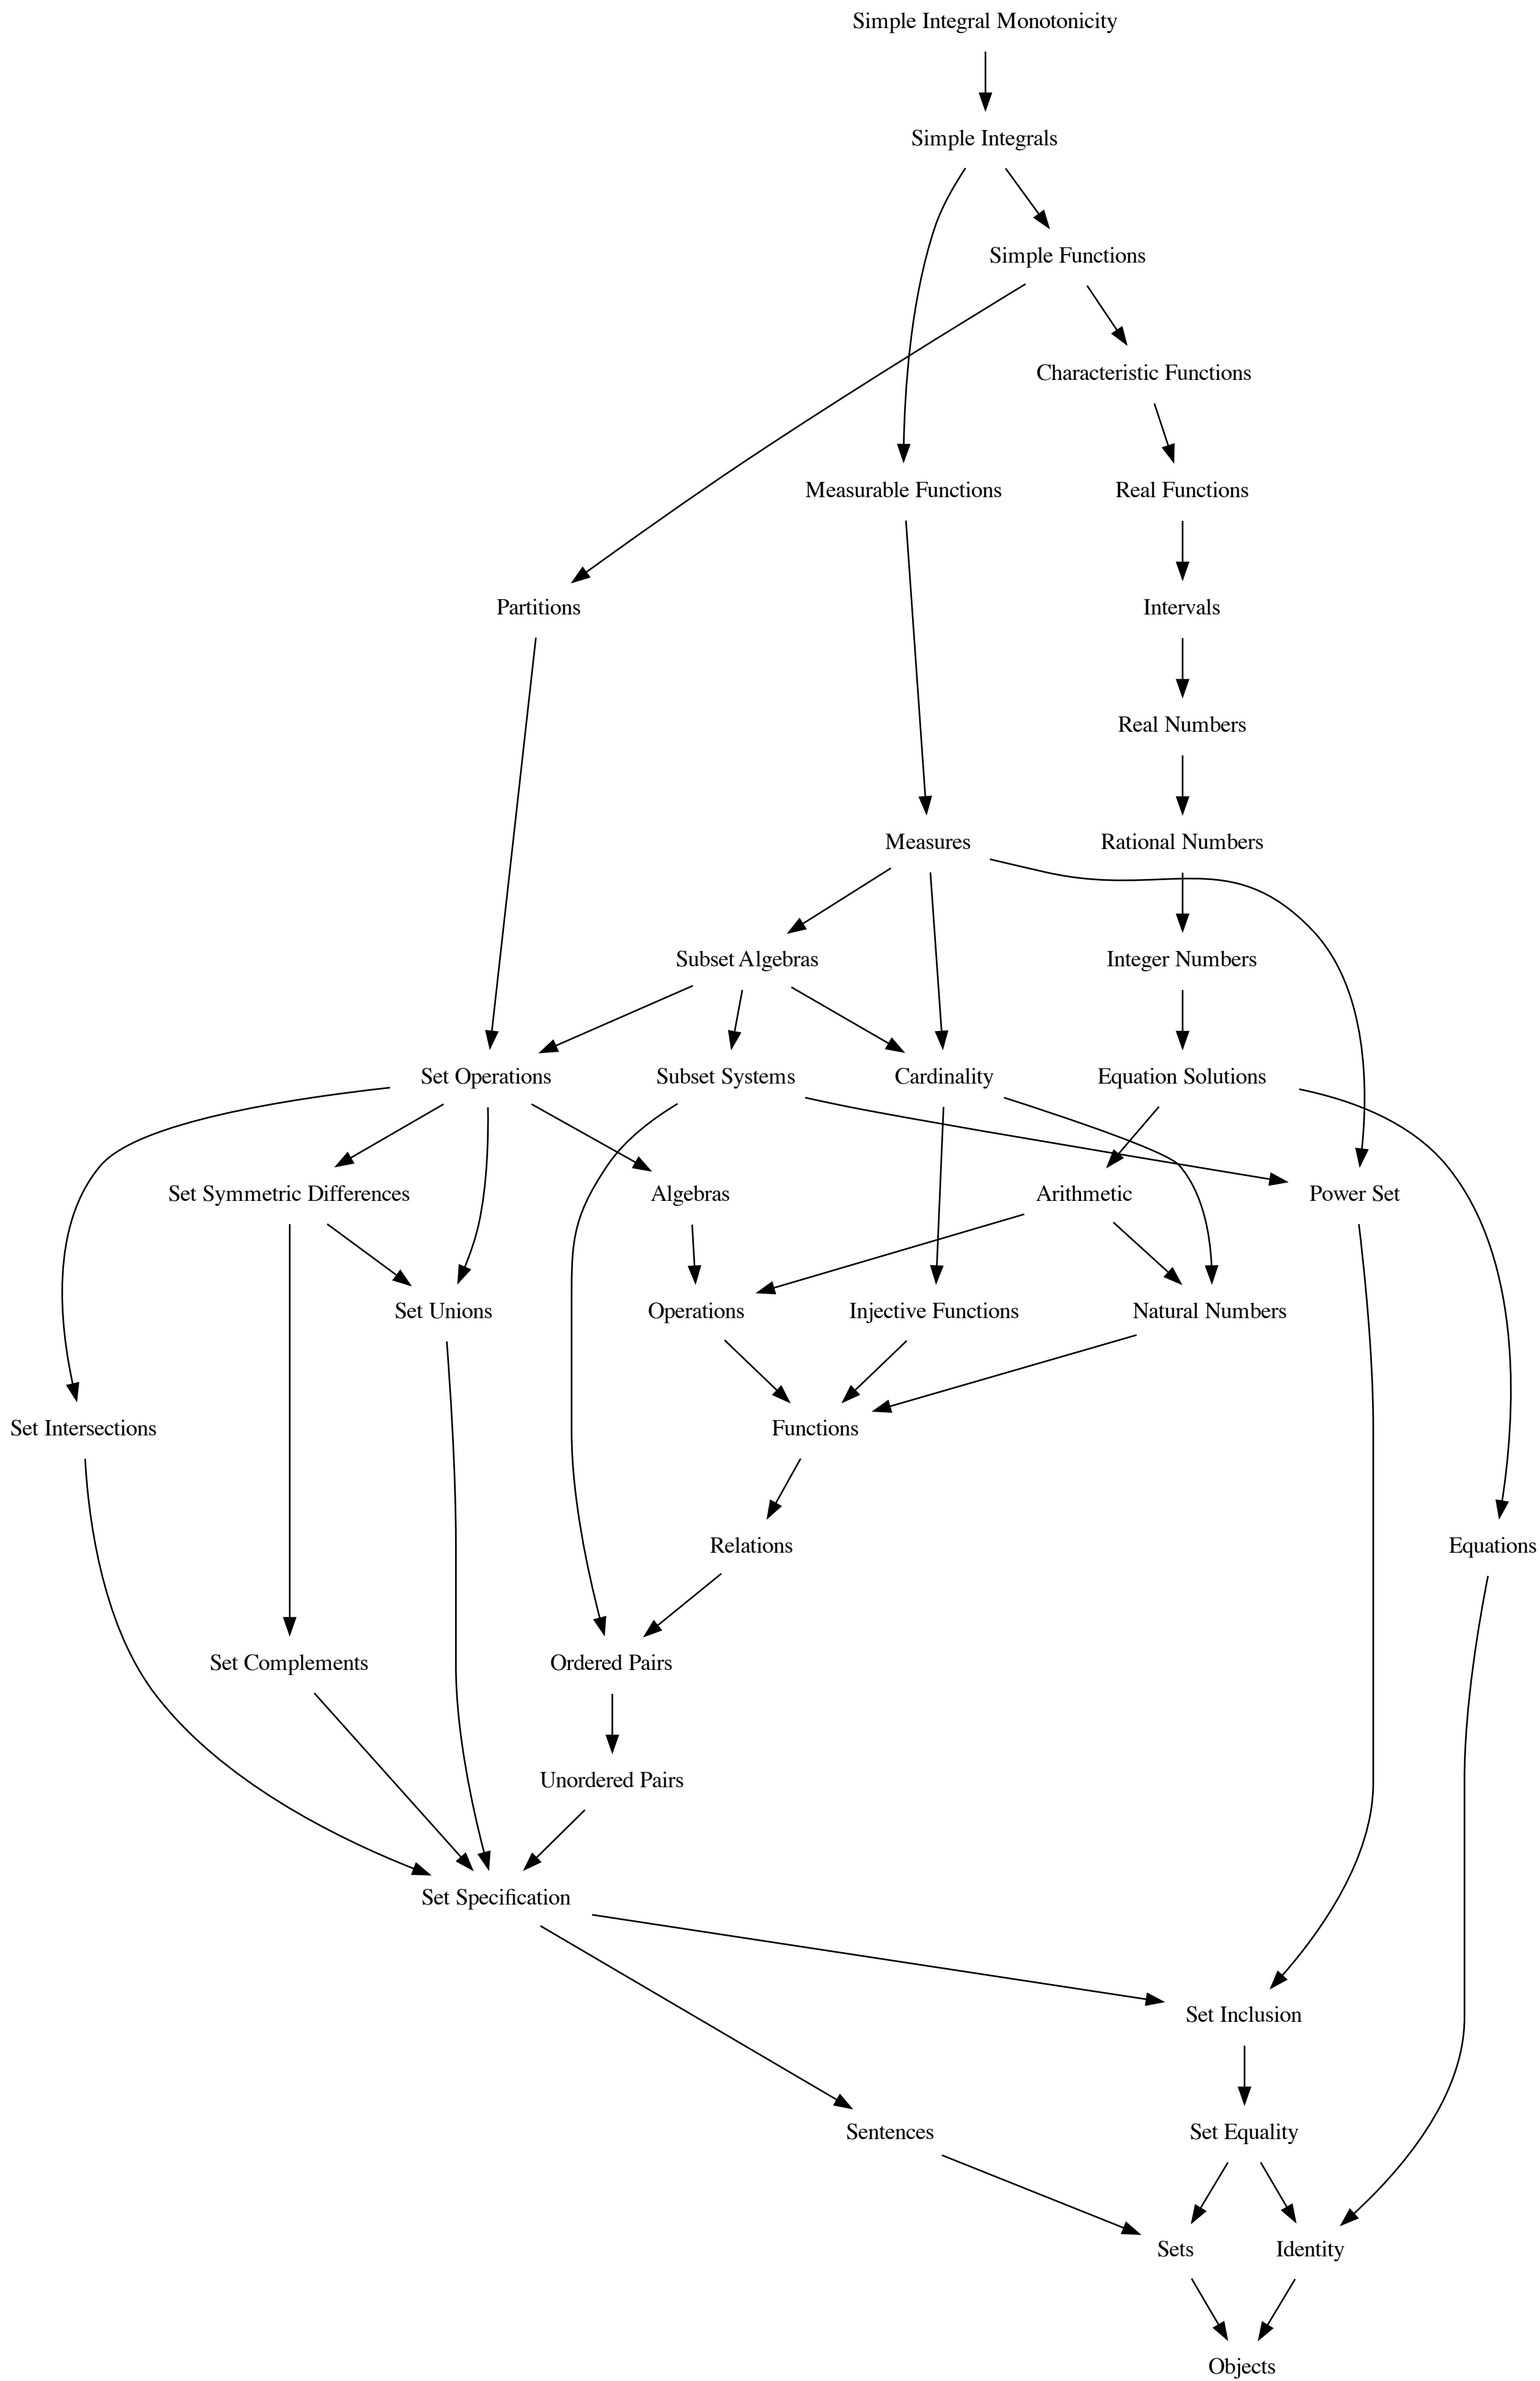 Simple Integral Monotonicity
Simple Integrals
Simple Functions
Characteristic Functions
Measurable Functions
Real Functions
Partitions
Intervals
Real Numbers
Measures
Rational Numbers
Subset Algebras
Integer Numbers
Set Operations
Subset Systems
Cardinality
Equation Solutions
Set Symmetric Differences
Algebras
Arithmetic
Power Set
Set Unions
Operations
Injective Functions
Natural Numbers
Set Intersections
Functions
Relations
Equations
Set Complements
Ordered Pairs
Unordered Pairs
Set Specification
Set Inclusion
Sentences
Set Equality
Sets
Identity
Objects